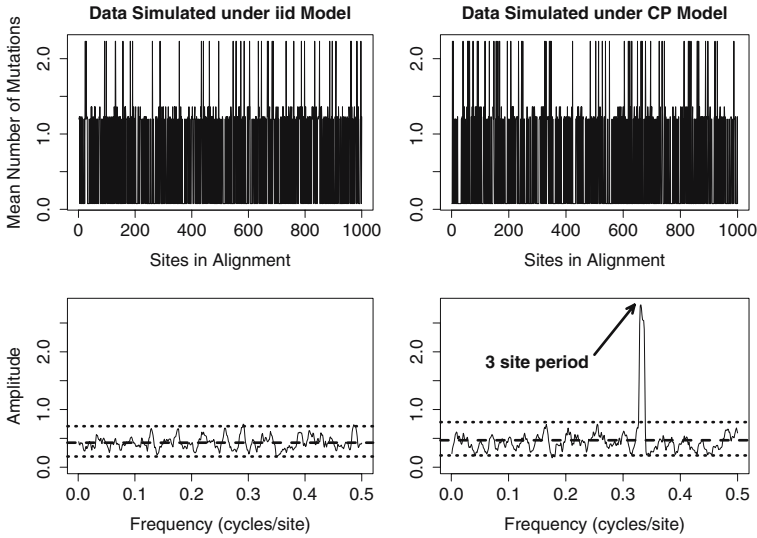 Data Simulated under iid Model
Data Simulated under CP Model
Mean Number of Mutations
0.0 1.0 2.0
0 200 400 600 800 1000
Sites in Alignment
0.0 1.0 2.0
0 200 400 600 800 1000
Sites in Alignment
Amplitude
0.0 1.0 2.0
0.0 0.1 0.2 0.3 0.4 0.5
Frequency (cycles/site)
3 site period
0.0 1.0 2.0
0.0 0.1 0.2 0.3 0.4 0.5
Frequency (cycles/site)